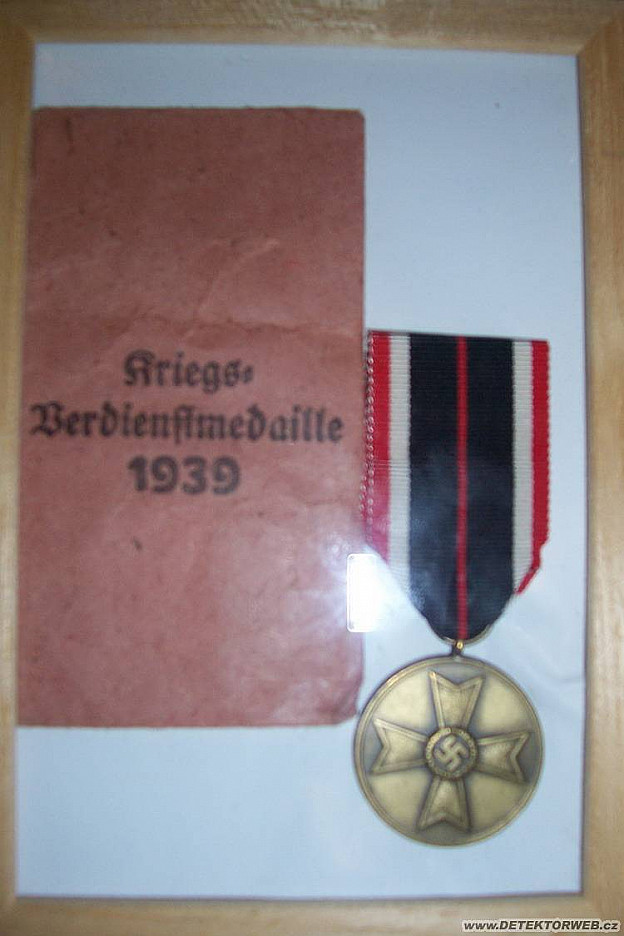 Kriegs-
Verdienstmedaille
1939
www.DETEKTORWEB.cz